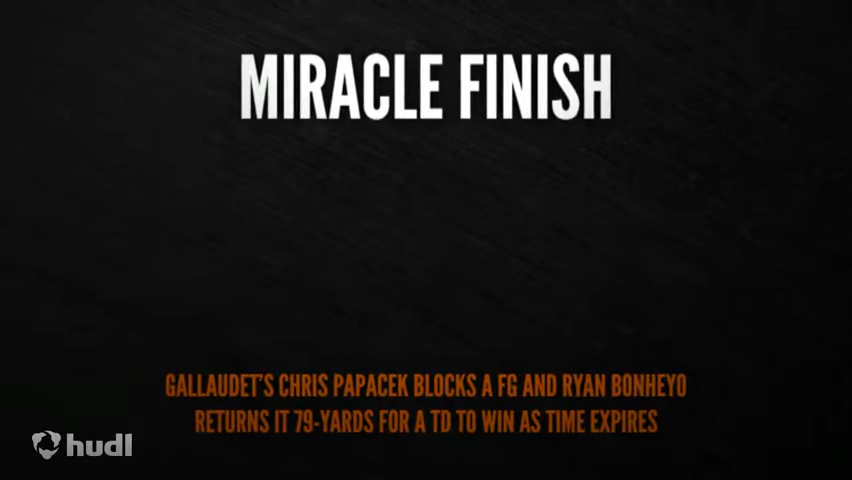 MIRACLE FINISH
GALLAUDET'S CHRIS PAPACEK BLOCKS A FG AND RYAN BONHEYO
RETURNS IT 79-YARDS FOR A TD TO WIN AS TIME EXPIRES
hudl